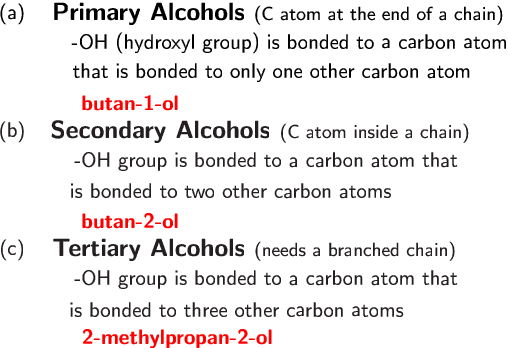 (a) Primary Alcohols (C atom at the end of a chain)
-OH (hydroxyl group) is bonded to a carbon atom
that is bonded to only one other carbon atom
butan-1-ol
(b) Secondary Alcohols (C atom inside a chain)
-OH group is bonded to a carbon atom that
is bonded to two other carbon atoms
butan-2-ol
(c) Tertiary Alcohols (needs a branched chain)
-OH group is bonded to a carbon atom that
is bonded to three other carbon atoms
2-methylpropan-2-ol